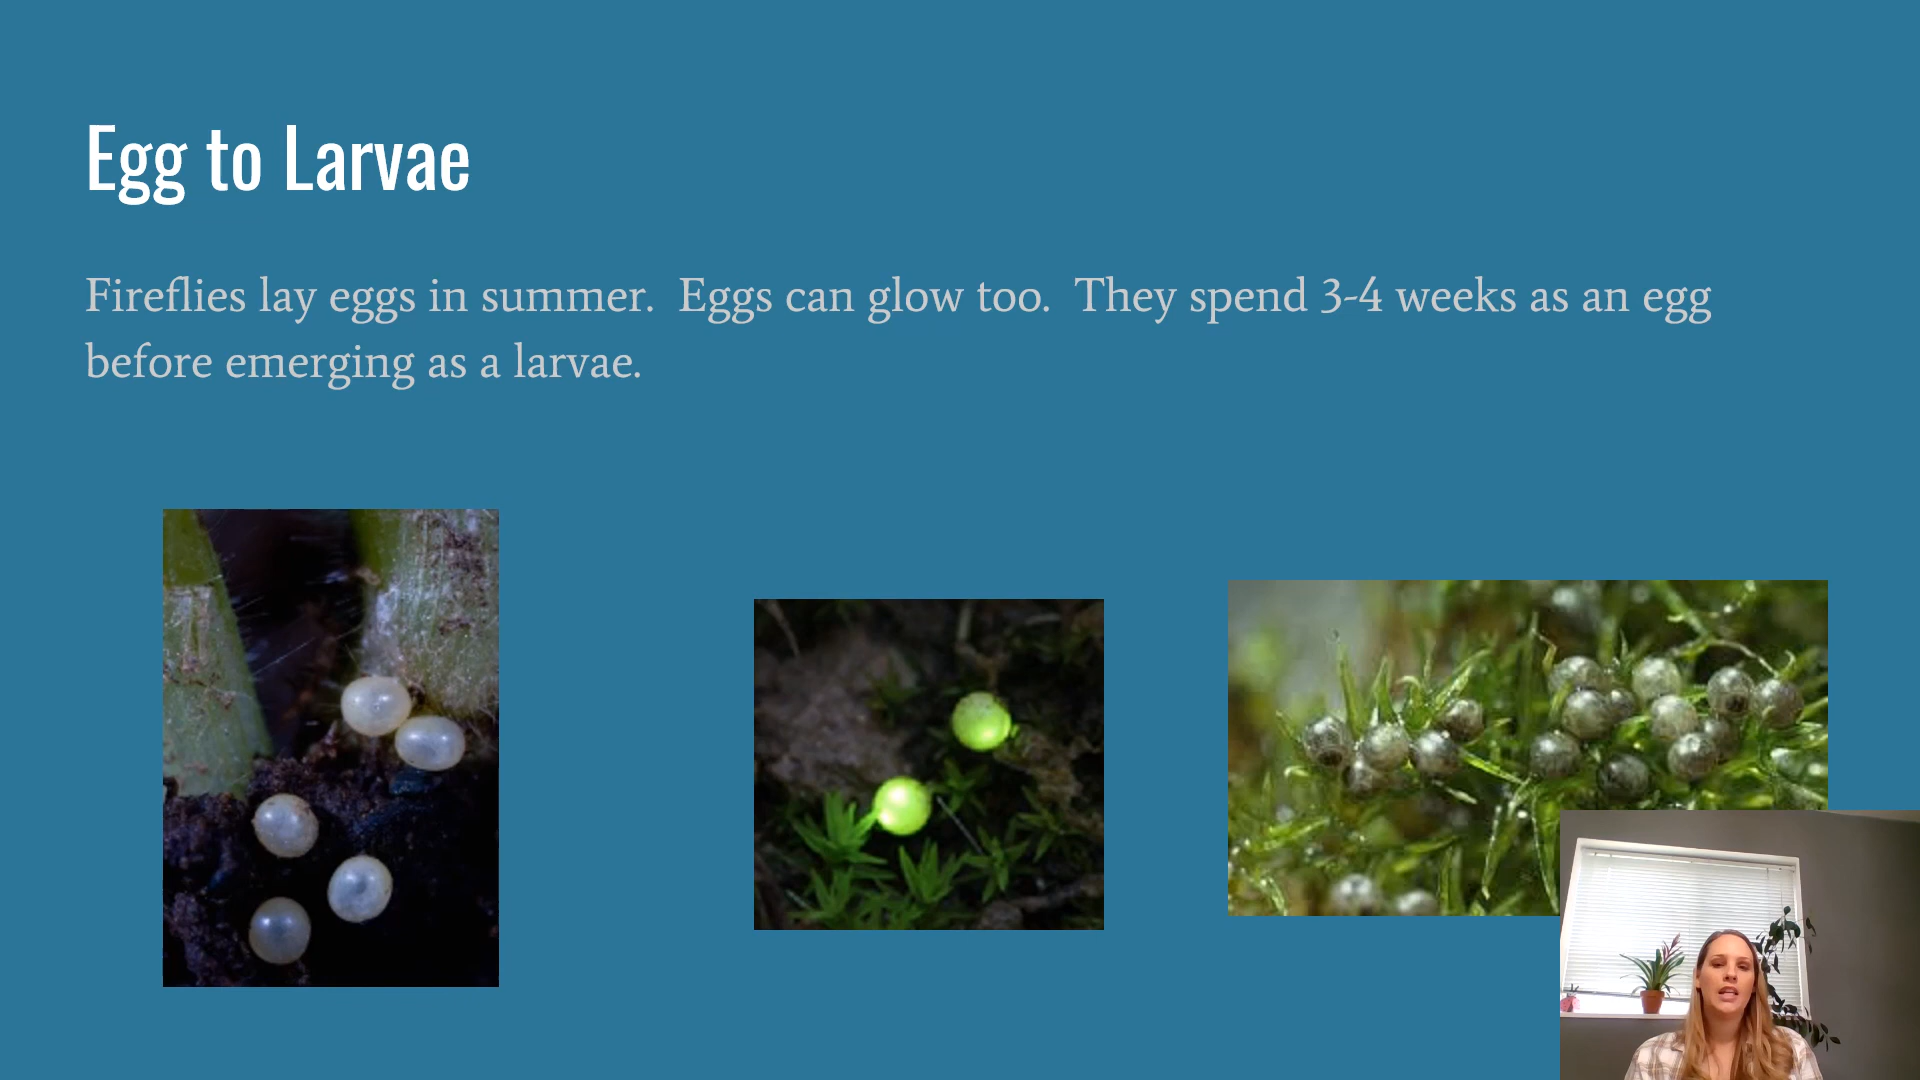 Egg to Larvae
Fireflies lay eggs in summer.  Eggs can glow too.  They spend 3-4 weeks as an egg
before emerging as a larvae.